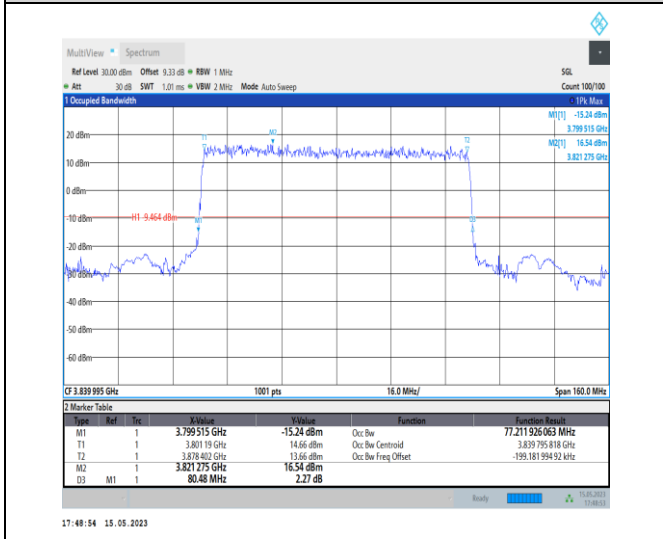 MultiView Spectrum
Ref Level 30.00 dBm Offset 9.33 dB RBW 1 MHz SGL
Att 30 dB SWT 1.01 ms VBW 2 MHz Mode Auto Sweep Count 100/100
1 Occupied Bandwidth 1Pk Max
M1[1] -15.24 dBm
3.799 515 GHz
M2[1] 16.54 dBm
3.821 275 GHz
20 dBm
10 dBm
0 dBm
-10 dBm
H1 -9.464 dBm
-20 dBm
-30 dBm
-40 dBm
-50 dBm
-60 dBm
T1
M2
T2
M1
D3
CF 3.839 995 GHz 1001 pts 16.0 MHz/ Span 160.0 MHz
2 Marker Table
Type Ref Trc X-Value Y-Value Function Function Result
M1 1 3.799 515 GHz -15.24 dBm Occ Bw 77.211 926 063 MHz
T1 1 3.801 19 GHz 14.66 dBm Occ Bw Centroid 3.839 795 818 GHz
T2 1 3.878 402 GHz 13.66 dBm Occ Bw Freq Offset -199.181 994 92 kHz
M2 1 3.821 275 GHz 16.54 dBm
D3 M1 1 80.48 MHz 2.27 dB
Ready 15.05.2023
17:48:53
17:48:54 15.05.2023